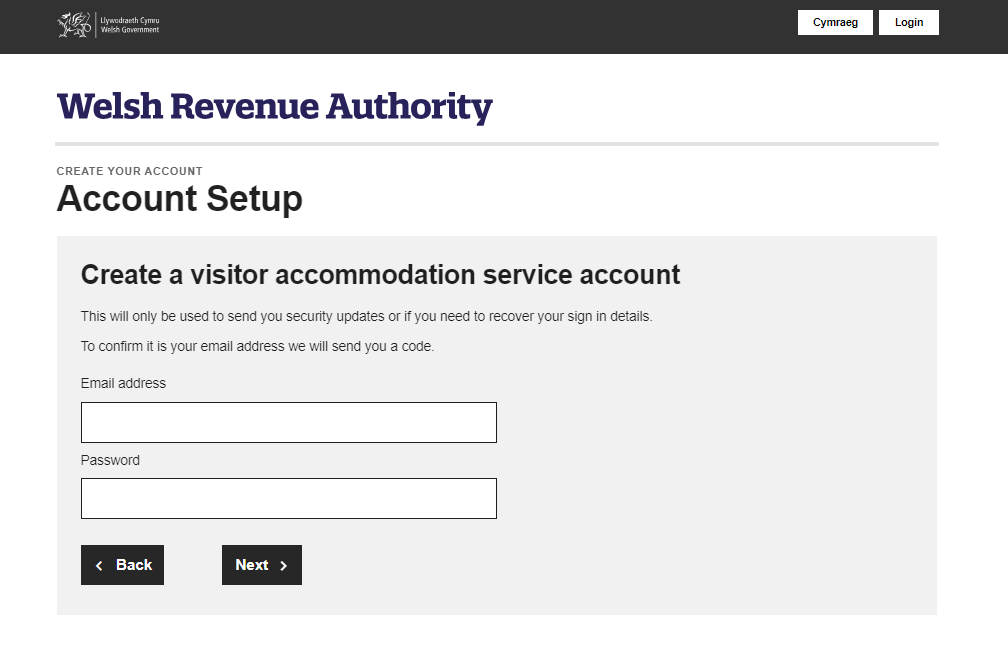 Llywodraeth Cymru
Welsh Government
Cymraeg
Login
Welsh Revenue Authority
CREATE YOUR ACCOUNT
Account Setup
Create a visitor accommodation service account
This will only be used to send you security updates or if you need to recover your sign in details.
To confirm it is your email address we will send you a code.
Email address
Password
Back
Next